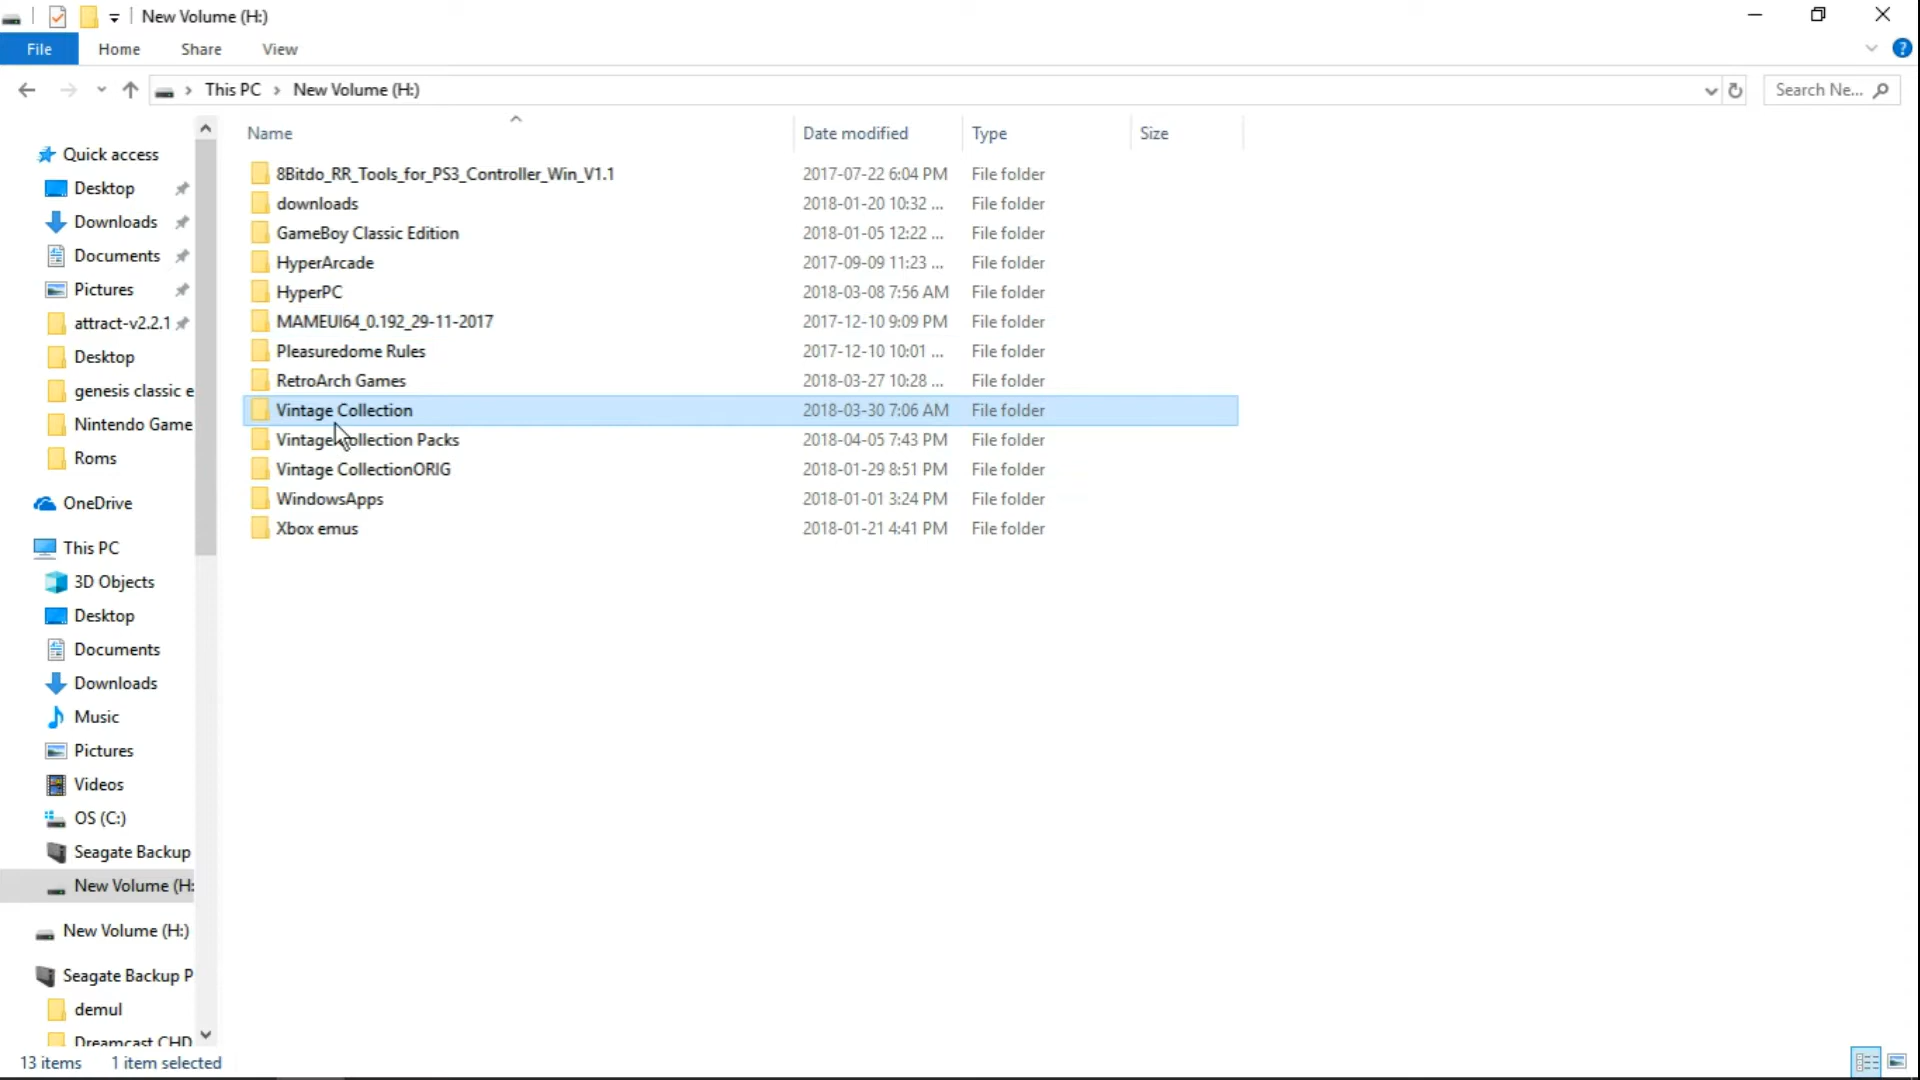 New Volume (H:)
File Home Share View
This PC New Volume (H:) Search Ne...
Name Date modified Type Size
Quick access
Desktop
Downloads
Documents
Pictures
attract-v2.2.1
Desktop
genesis classic e
Nintendo Game
Roms
OneDrive
This PC
3D Objects
Desktop
Documents
Downloads
Music
Pictures
Videos
OS (C:)
Seagate Backup
New Volume (H:
New Volume (H:)
Seagate Backup P
demul
Dreamcast CHD
8Bitdo_RR_Tools_for_PS3_Controller_Win_V1.1 2017-07-22 6:04 PM File folder
downloads 2018-01-20 10:32 ... File folder
GameBoy Classic Edition 2018-01-05 12:22 ... File folder
HyperArcade 2017-09-09 11:23 ... File folder
HyperPC 2018-03-08 7:56 AM File folder
MAMEUI64_0.192_29-11-2017 2017-12-10 9:09 PM File folder
Pleasuredome Rules 2017-12-10 10:01 ... File folder
RetroArch Games 2018-03-27 10:28 ... File folder
Vintage Collection 2018-03-30 7:06 AM File folder
Vintage Collection Packs 2018-04-05 7:43 PM File folder
Vintage CollectionORIG 2018-01-29 8:51 PM File folder
WindowsApps 2018-01-01 3:24 PM File folder
Xbox emus 2018-01-21 4:41 PM File folder
13 items 1 item selected